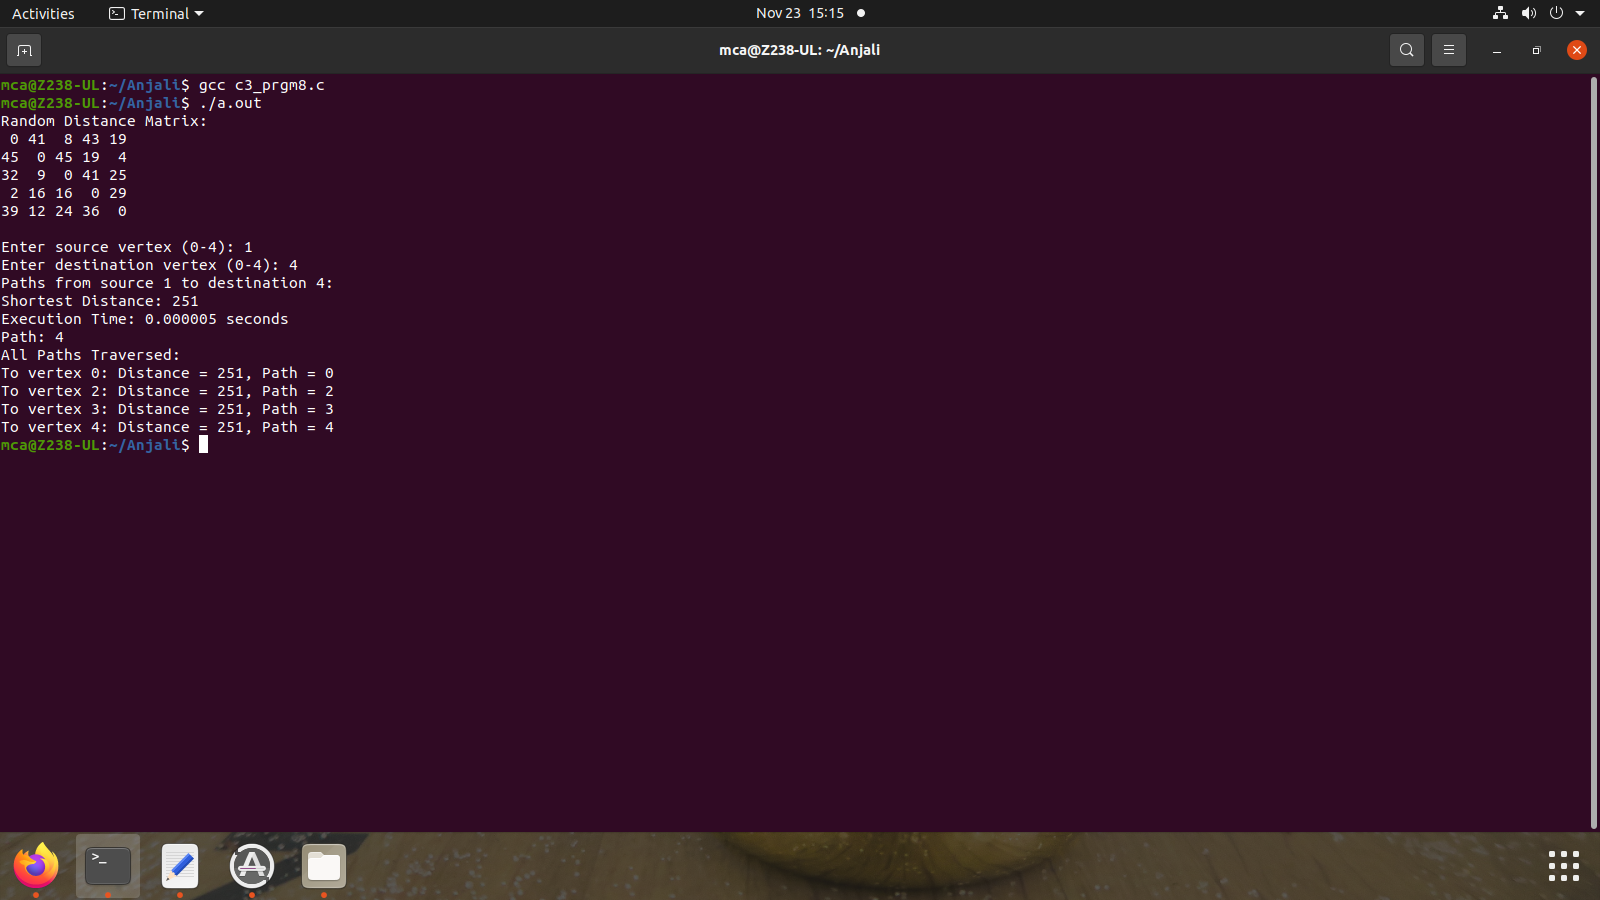 Activities Terminal Nov 23 15:15
mca@Z238-UL: ~/Anjali
mca@Z238-UL:~/Anjali$ gcc c3_prgm8.c
mca@Z238-UL:~/Anjali$ ./a.out
Random Distance Matrix:
0 41 8 43 19
45 0 45 19 4
32 9 0 41 25
2 16 16 0 29
39 12 24 36 0
Enter source vertex (0-4): 1
Enter destination vertex (0-4): 4
Paths from source 1 to destination 4:
Shortest Distance: 251
Execution Time: 0.000005 seconds
Path: 4
All Paths Traversed:
To vertex 0: Distance = 251, Path = 0
To vertex 2: Distance = 251, Path = 2
To vertex 3: Distance = 251, Path = 3
To vertex 4: Distance = 251, Path = 4
mca@Z238-UL:~/Anjali$